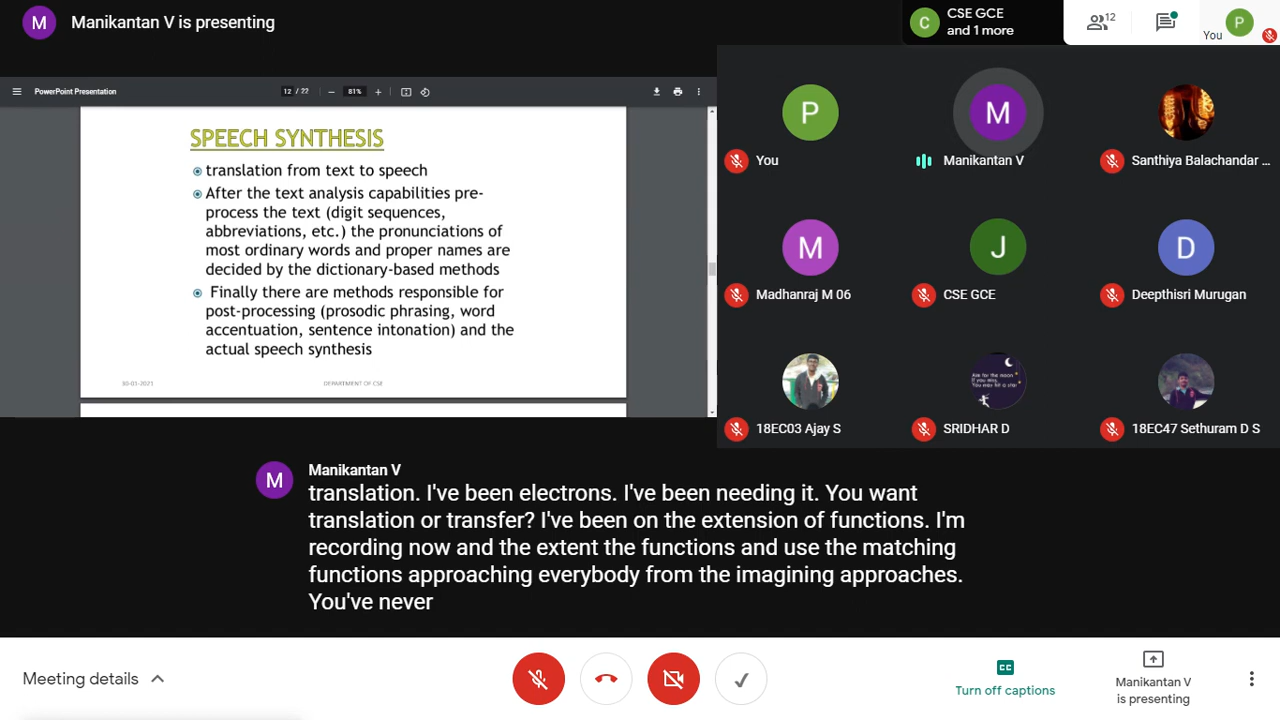 M
Manikantan V is presenting
C
CSE GCE
and 1 more
12
You
P
PowerPoint Presentation
12 / 22
81%
SPEECH SYNTHESIS
translation from text to speech
After the text analysis capabilities pre-
process the text (digit sequences,
abbreviations, etc.) the pronunciations of
most ordinary words and proper names are
decided by the dictionary-based methods
Finally there are methods responsible for
post-processing (prosodic phrasing, word
accentuation, sentence intonation) and the
actual speech synthesis
30-01-2021
DEPARTMENT OF CSE
P
You
M
Manikantan V
Santhiya Balachandar ...
M
Madhanraj M 06
J
CSE GCE
D
Deepthisri Murugan
18EC03 Ajay S
SRIDHAR D
18EC47 Sethuram D S
M
Manikantan V
translation. I've been electrons. I've been needing it. You want
translation or transfer? I've been on the extension of functions. I'm
recording now and the extent the functions and use the matching
functions approaching everybody from the imagining approaches.
You've never
Meeting details
CC
Turn off captions
Manikantan V
is presenting